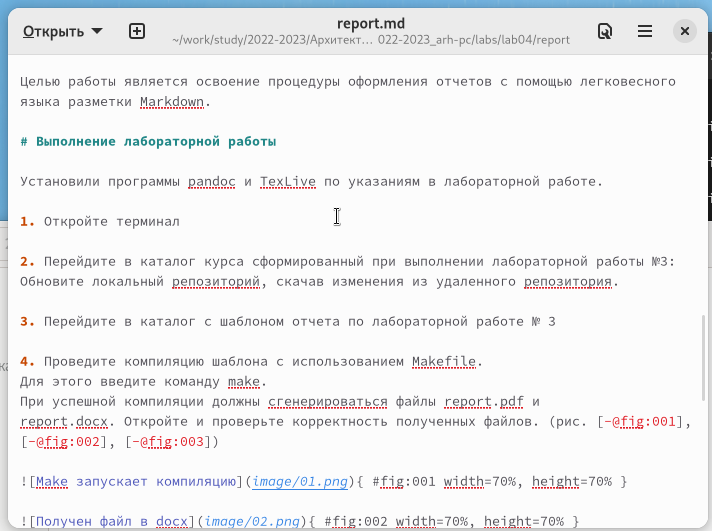 Открыть
report.md
~/work/study/2022-2023/Архитект… 022-2023_arh-pc/labs/lab04/report
Целью работы является освоение процедуры оформления отчетов с помощью легковесного
языка разметки Markdown.
# Выполнение лабораторной работы
Установили программы pandoc и TexLive по указаниям в лабораторной работе.
1. Откройте терминал
2. Перейдите в каталог курса сформированный при выполнении лабораторной работы №3:
Обновите локальный репозиторий, скачав изменения из удаленного репозитория.
3. Перейдите в каталог с шаблоном отчета по лабораторной работе № 3
4. Проведите компиляцию шаблона с использованием Makefile.
Для этого введите команду make.
При успешной компиляции должны сгенерироваться файлы report.pdf и
report.docx. Откройте и проверьте корректность полученных файлов. (рис. [-@fig:001],
[-@fig:002], [-@fig:003])
![Make запускает компиляцию](image/01.png){ #fig:001 width=70%, height=70% }
![Получен файл в docx](image/02.png){ #fig:002 width=70%, height=70% }